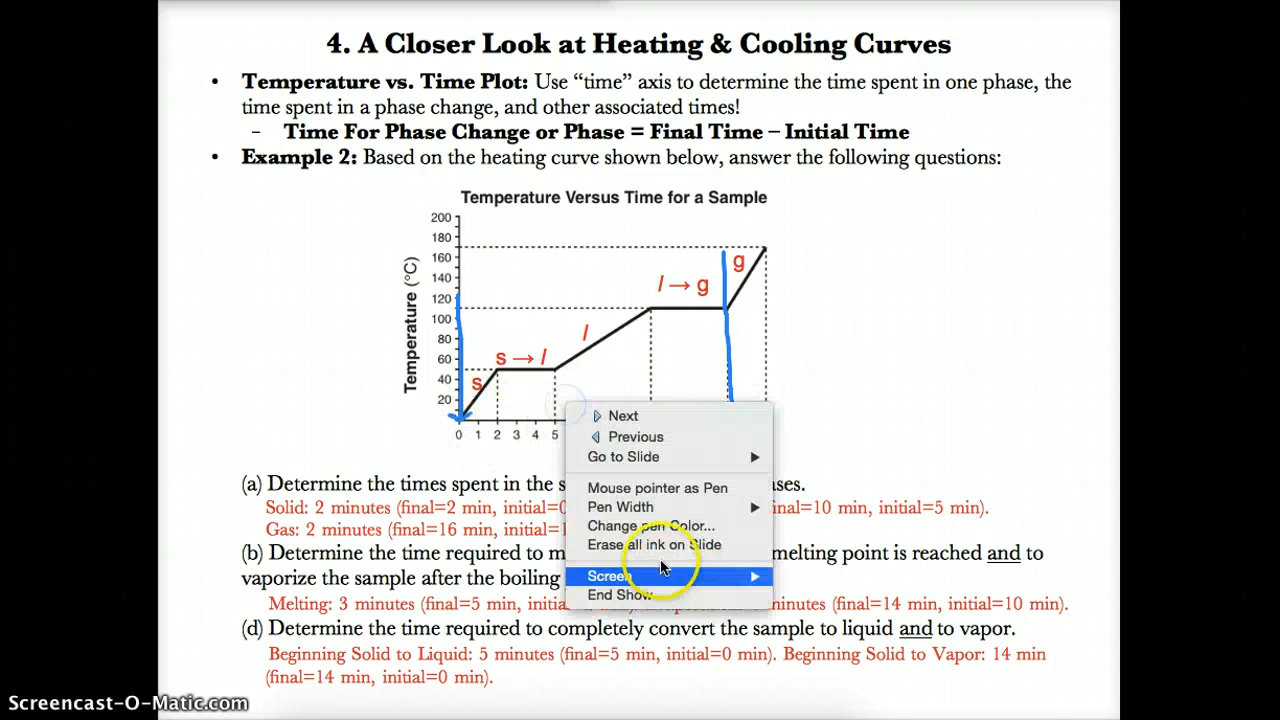 4. A Closer Look at Heating & Cooling Curves
• Temperature vs. Time Plot: Use “time” axis to determine the time spent in one phase, the
time spent in a phase change, and other associated times!
– Time For Phase Change or Phase = Final Time – Initial Time
• Example 2: Based on the heating curve shown below, answer the following questions:
Temperature Versus Time for a Sample
Temperature (°C)
200
180
160
140
120
100
80
60
40
20
g
l → g
l
s → l
s
0 1 2 3 4 5
Next
Previous
Go to Slide
Mouse pointer as Pen
Pen Width
Change pen Color...
Erase all ink on Slide
Screen
End Show
(a) Determine the times spent in the s ases.
Solid: 2 minutes (final=2 min, initial=0 inal=10 min, initial=5 min).
Gas: 2 minutes (final=16 min, initial=1
(b) Determine the time required to m melting point is reached and to
vaporize the sample after the boiling
Melting: 3 minutes (final=5 min, initia minutes (final=14 min, initial=10 min).
(d) Determine the time required to completely convert the sample to liquid and to vapor.
Beginning Solid to Liquid: 5 minutes (final=5 min, initial=0 min). Beginning Solid to Vapor: 14 min
(final=14 min, initial=0 min).
Screencast-O-Matic.com